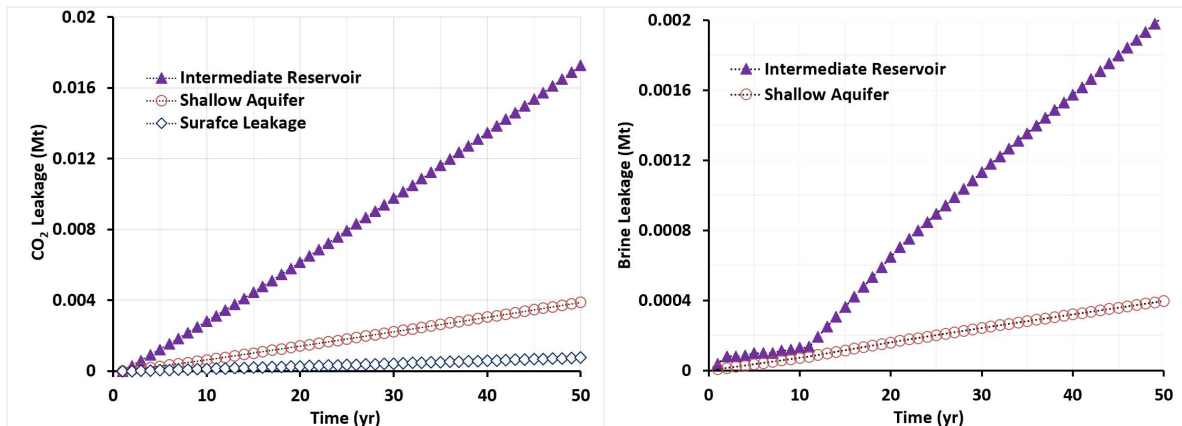 0.02
0.016
0.012
0.008
0.004
0
CO₂ Leakage (Mt)
Intermediate Reservoir
Shallow Aquifer
Surafce Leakage
0 10 20 30 40 50
Time (yr)
0.002
0.0016
0.0012
0.0008
0.0004
0
Brine Leakage (Mt)
Intermediate Reservoir
Shallow Aquifer
0 10 20 30 40 50
Time (yr)